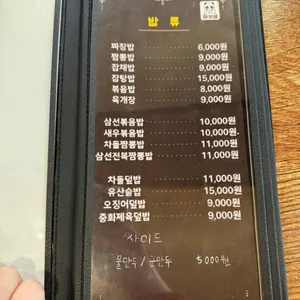 밥 류
짜장밥 6,000원
짬뽕밥 9,000원
잡채밥 9,000원
잡탕밥 15,000원
볶음밥 8,000원
육개장 9,000원
삼선볶음밥 10,000원
새우볶음밥 10,000원
차돌짬뽕밥 11,000원
삼선전복짬뽕밥 11,000원
차돌덮밥 11,000원
유산슬밥 15,000원
오징어덮밥 9,000원
중화제육덮밥 9,000원
사이드
물만두 / 군만두 5000원